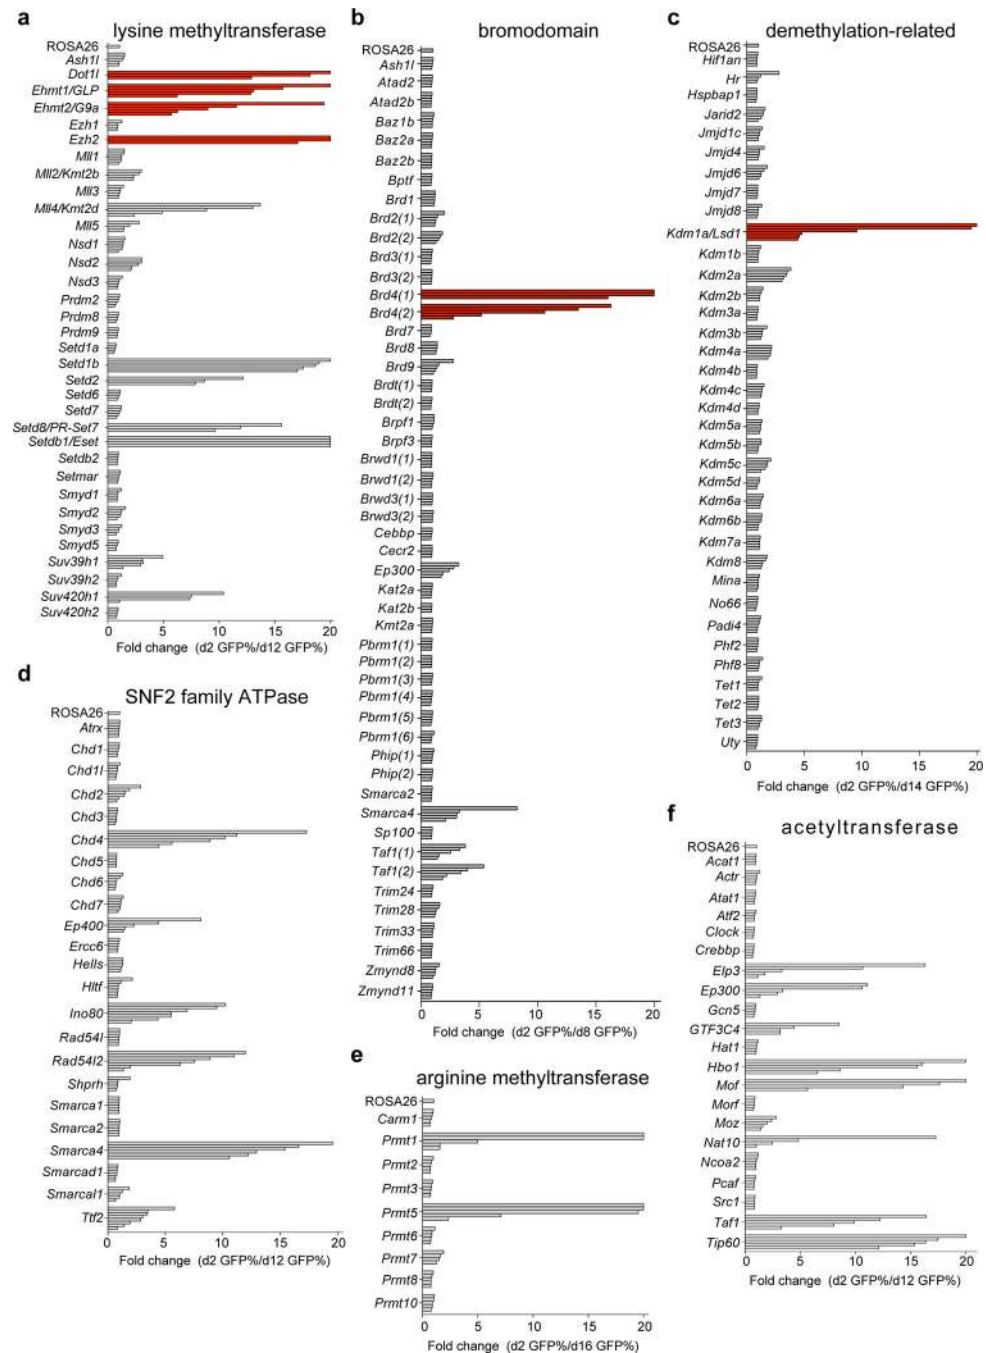 a
lysine methyltransferase
ROSA26
Ash1l
Dot1l
Ehmt1/GLP
Ehmt2/G9a
Ezh1
Ezh2
Mll1
Mll2/Kmt2b
Mll3
Mll4/Kmt2d
Mll5
Nsd1
Nsd2
Nsd3
Prdm2
Prdm8
Prdm9
Setd1a
Setd1b
Setd2
Setd6
Setd7
Setd8/PR-Set7
Setdb1/Eset
Setdb2
Setmar
Smyd1
Smyd2
Smyd3
Smyd5
Suv39h1
Suv39h2
Suv420h1
Suv420h2
0 5 10 15 20
Fold change (d2 GFP%/d12 GFP%)
b
bromodomain
ROSA26
Ash1l
Atad2
Atad2b
Baz1b
Baz2a
Baz2b
Bptf
Brd1
Brd2(1)
Brd2(2)
Brd3(1)
Brd3(2)
Brd4(1)
Brd4(2)
Brd7
Brd8
Brd9
Brdt(1)
Brdt(2)
Brpf1
Brpf3
Brwd1(1)
Brwd1(2)
Brwd3(1)
Brwd3(2)
Cebbp
Cecr2
Ep300
Kat2a
Kat2b
Kmt2a
Pbrm1(1)
Pbrm1(2)
Pbrm1(3)
Pbrm1(4)
Pbrm1(5)
Pbrm1(6)
Phip(1)
Phip(2)
Smarca2
Smarca4
Sp100
Taf1(1)
Taf1(2)
Trim24
Trim28
Trim33
Trim66
Zmynd8
Zmynd11
0 5 10 15 20
Fold change (d2 GFP%/d8 GFP%)
c
demethylation-related
ROSA26
Hif1an
Hr
Hspbap1
Jarid2
Jmjd1c
Jmjd4
Jmjd6
Jmjd7
Jmjd8
Kdm1a/Lsd1
Kdm1b
Kdm2a
Kdm2b
Kdm3a
Kdm3b
Kdm4a
Kdm4b
Kdm4c
Kdm4d
Kdm5a
Kdm5b
Kdm5c
Kdm5d
Kdm6a
Kdm6b
Kdm7a
Kdm8
Mina
No66
Padi4
Phf2
Phf8
Tet1
Tet2
Tet3
Uty
0 5 10 15 20
Fold change (d2 GFP%/d14 GFP%)
d
SNF2 family ATPase
ROSA26
Atrx
Chd1
Chd1l
Chd2
Chd3
Chd4
Chd5
Chd6
Chd7
Ep400
Ercc6
Hells
Hltf
Ino80
Rad54l
Rad54l2
Shprh
Smarca1
Smarca2
Smarca4
Smarcad1
Smarcal1
Ttf2
0 5 10 15 20
Fold change (d2 GFP%/d12 GFP%)
e
arginine methyltransferase
ROSA26
Carm1
Prmt1
Prmt2
Prmt3
Prmt5
Prmt6
Prmt7
Prmt8
Prmt10
0 5 10 15 20
Fold change (d2 GFP%/d16 GFP%)
f
acetyltransferase
ROSA26
Acat1
Actr
Atat1
Atf2
Clock
Crebbp
Elp3
Ep300
Gcn5
GTF3C4
Hat1
Hbo1
Mof
Morf
Moz
Nat10
Ncoa2
Pcaf
Src1
Taf1
Tip60
0 5 10 15 20
Fold change (d2 GFP%/d12 GFP%)